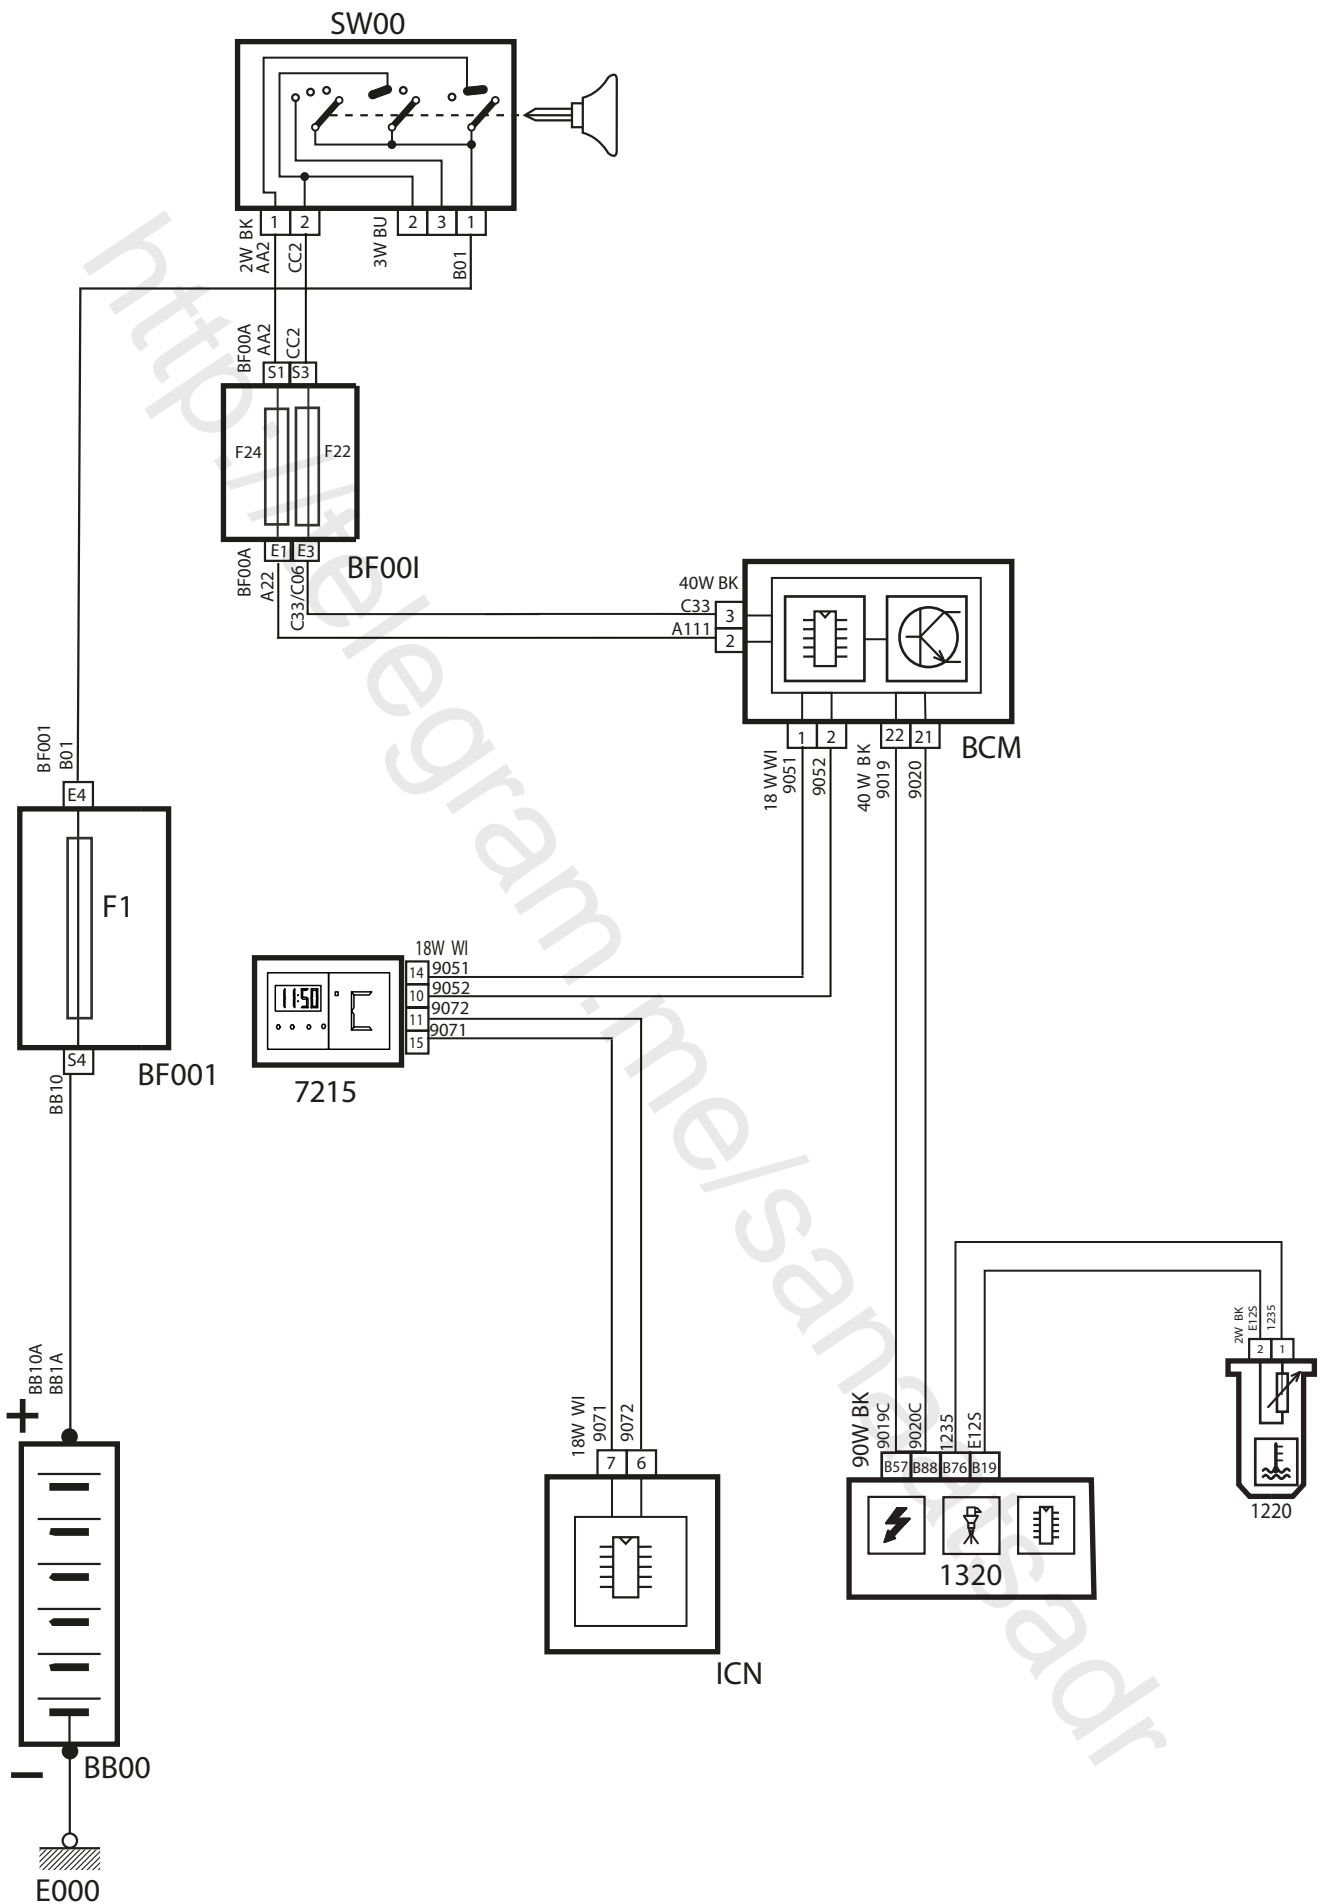 SW00
1 2 2 3 1
2W BK
AA2
CC2
3W BU
B01
BF00A
AA2
CC2
S1 S3
F24 F22
E1 E3
BF00I
BF00A
A22
C33/C06
40W BK
C33 3
A111 2
1 2 22 21
BCM
18 W WI
9051
9052
40 W BK
9019
9020
BF001
B01
E4
F1
S4
BF001
BB10
18W WI
14 9051
10 9052
11 9072
15 9071
11:50 °C
7215
BB10A
BB1A
+
BB00
–
E000
18W WI
9071
9072
7 6
ICN
90W BK
9019C
9020C
1235
E12S
B57 B88 B76 B19
1320
2W BK
E12S
1235
2 1
1220
http://telegram.me/sanaatsadr